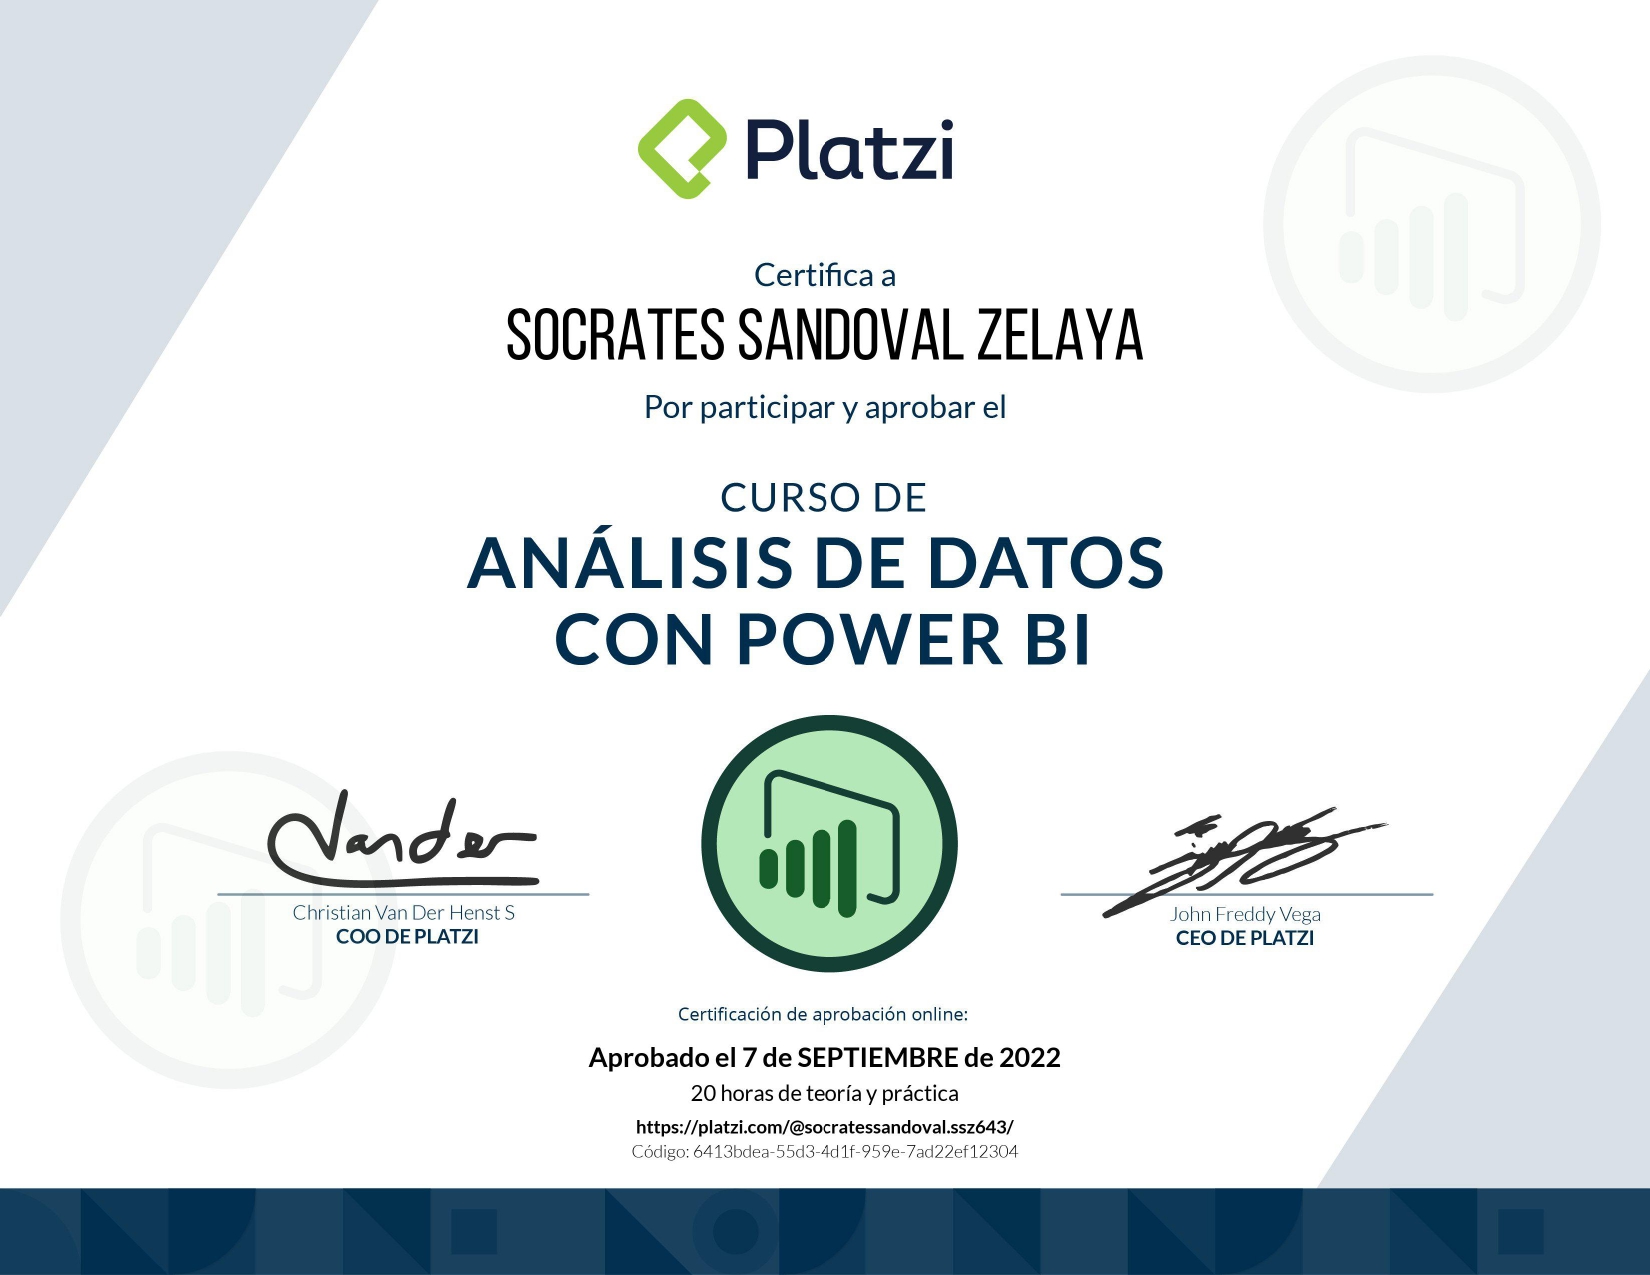 Platzi
Certifica a
SOCRATES SANDOVAL ZELAYA
Por participar y aprobar el
CURSO DE
ANÁLISIS DE DATOS
CON POWER BI
Vander
Christian Van Der Henst S
COO DE PLATZI
John Freddy Vega
CEO DE PLATZI
Certificación de aprobación online:
Aprobado el 7 de SEPTIEMBRE de 2022
20 horas de teoría y práctica
https://platzi.com/@socratessandoval.ssz643/
Código: 6413bdea-55d3-4d1f-959e-7ad22ef12304